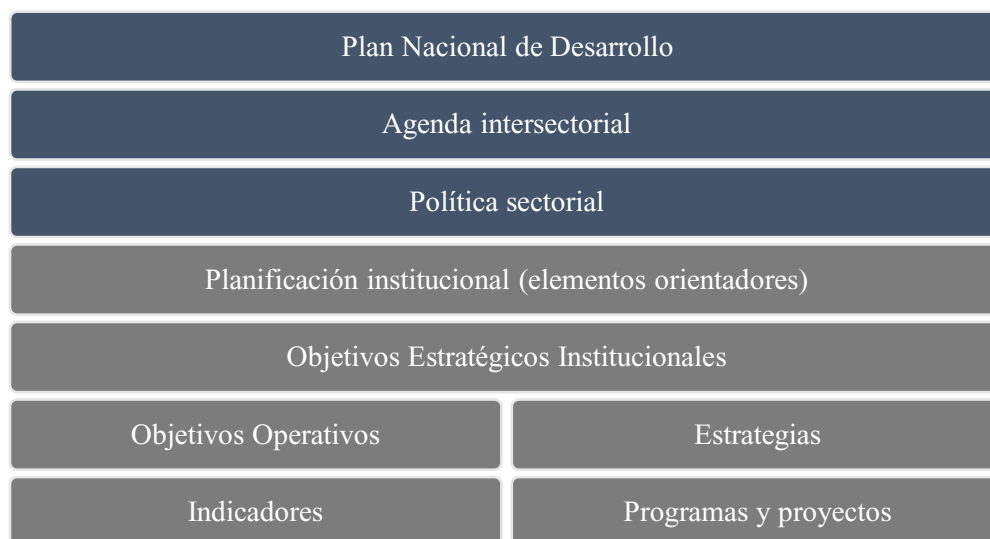 Plan Nacional de Desarrollo
Agenda intersectorial
Política sectorial
Planificación institucional (elementos orientadores)
Objetivos Estratégicos Institucionales
Objetivos Operativos
Estrategias
Indicadores
Programas y proyectos